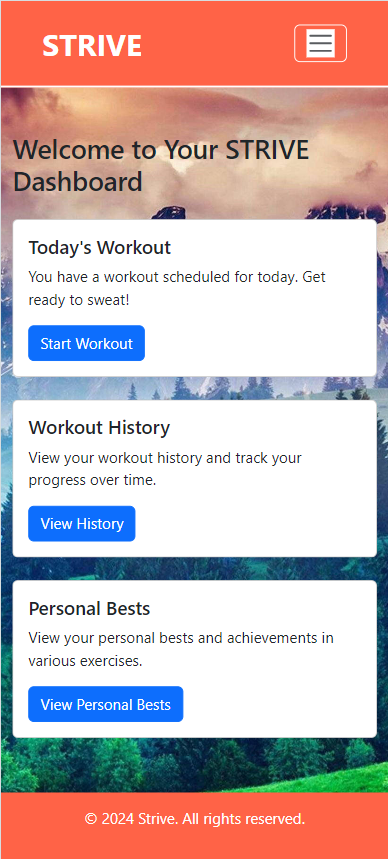 STRIVE
Welcome to Your STRIVE
Dashboard
Today's Workout
You have a workout scheduled for today. Get
ready to sweat!
Start Workout
Workout History
View your workout history and track your
progress over time.
View History
Personal Bests
View your personal bests and achievements in
various exercises.
View Personal Bests
© 2024 Strive. All rights reserved.